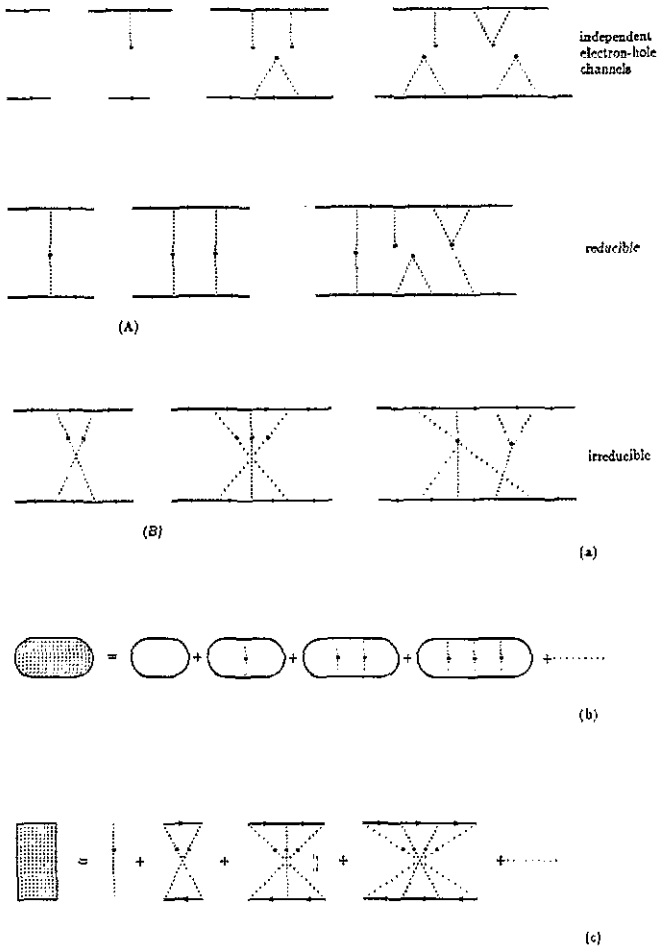 independent
electron-hole
channels
reducible
(A)
irreducible
(B)
(a)
= + + + +
(b)
= + + + +
(c)